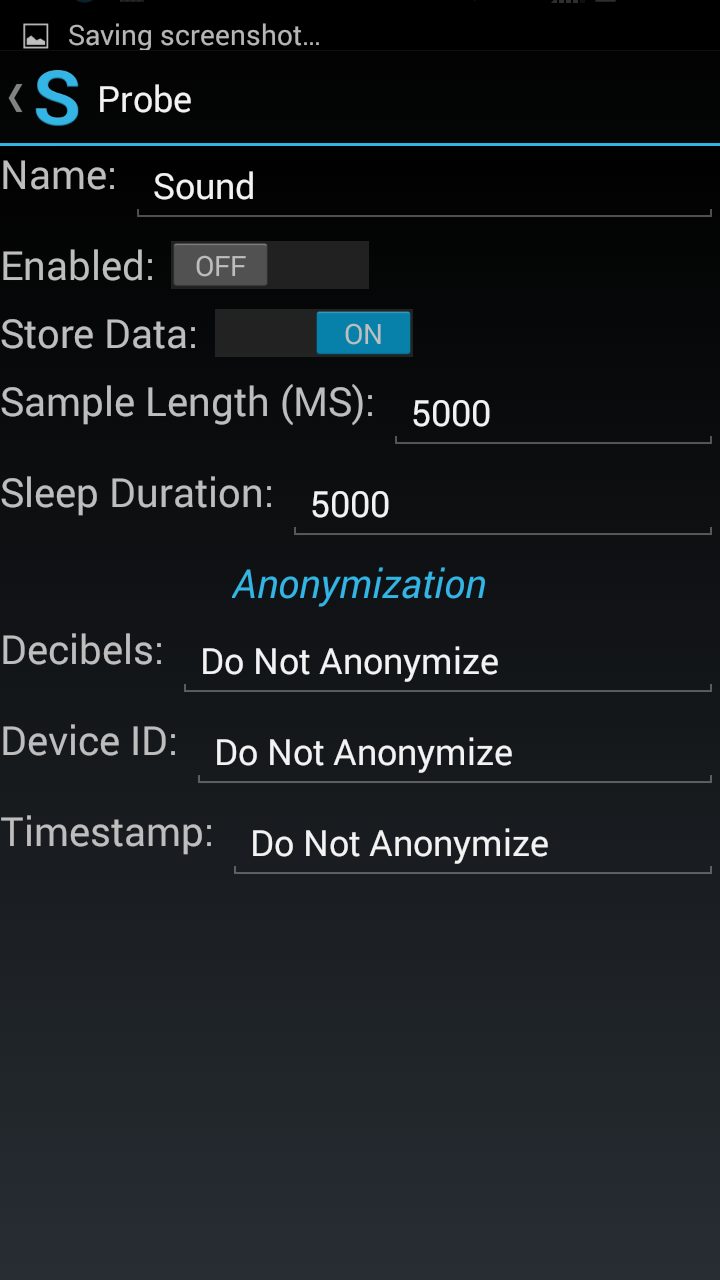 Saving screenshot...
S Probe
Name: Sound
Enabled: OFF
Store Data: ON
Sample Length (MS): 5000
Sleep Duration: 5000
Anonymization
Decibels: Do Not Anonymize
Device ID: Do Not Anonymize
Timestamp: Do Not Anonymize